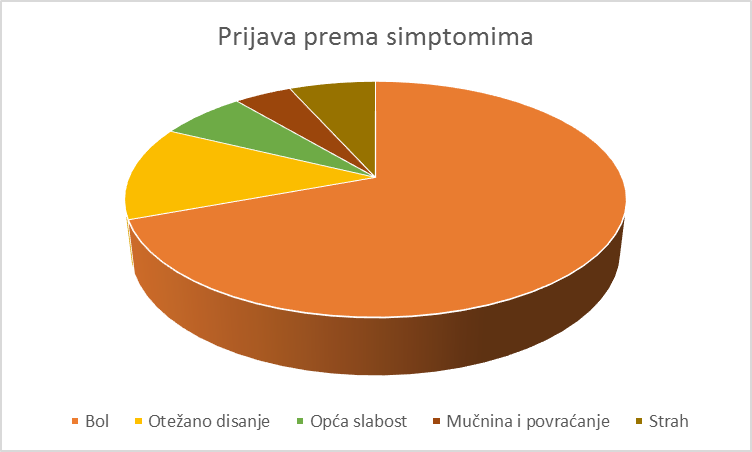 Prijava prema simptomima
Bol Otežano disanje Opća slabost Mučnina i povraćanje Strah